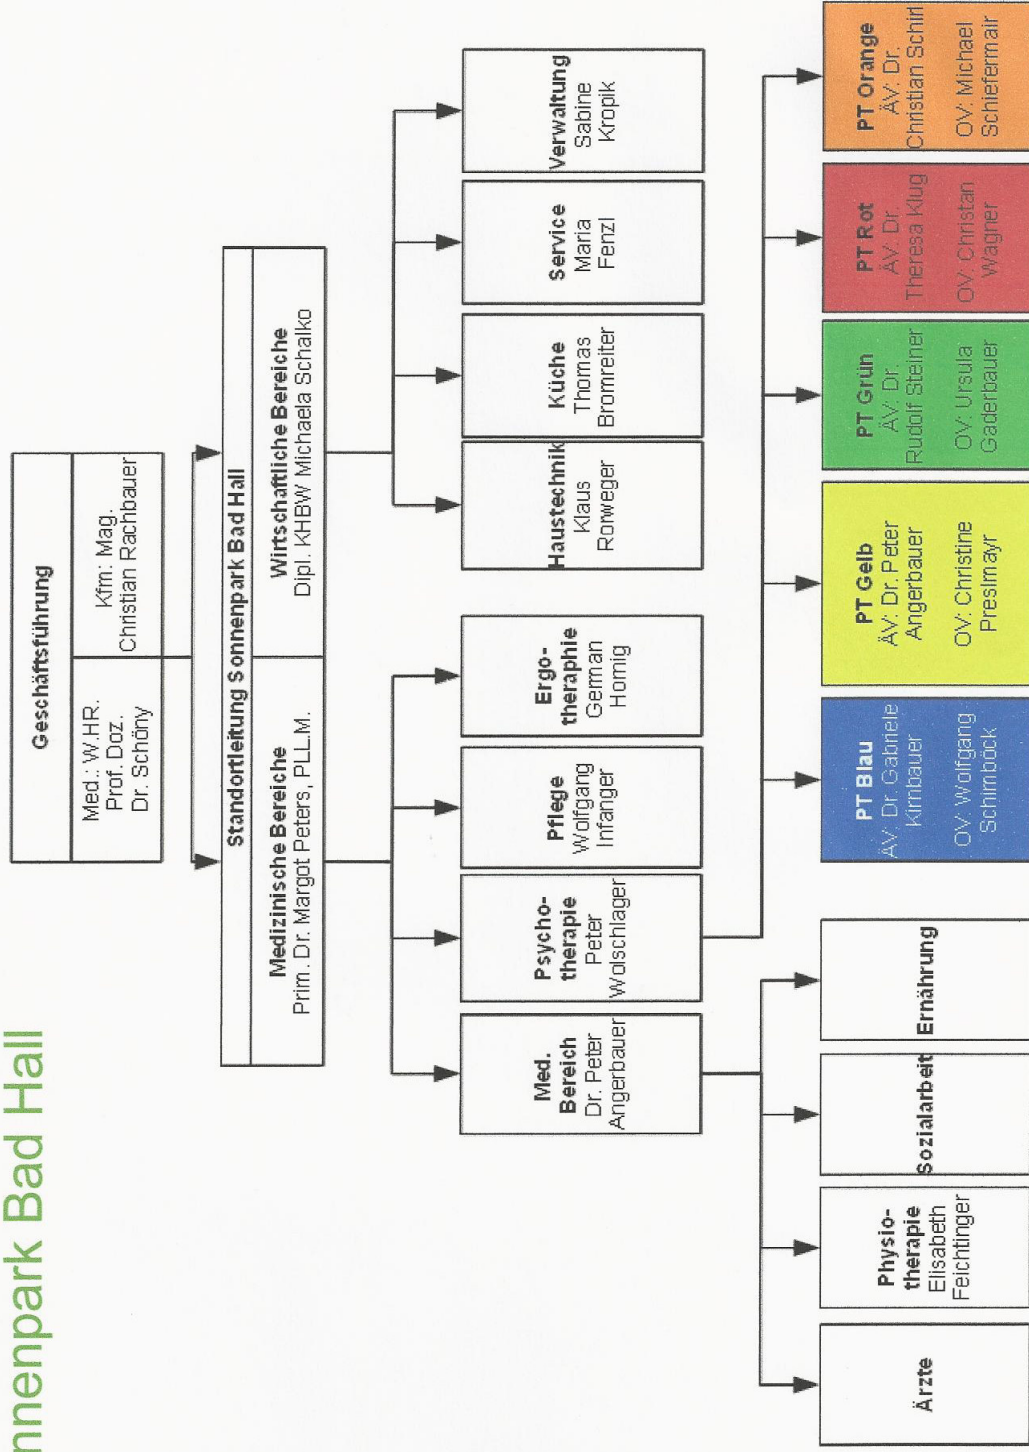 nnenpark Bad Hall
Geschäftsführung
Med.: W.HR.
Prof. Doz.
Dr. Schöny
Kfm: Mag.
Christian Rachbauer
Standortleitung Sonnenpark Bad Hall
Medizinische Bereiche
Prim. Dr. Margot Peters, PLL.M.
Wirtschaftliche Bereiche
Dipl. KHBW Michaela Schalko
Med.
Bereich
Dr. Peter
Angerbauer
Psycho-
therapie
Peter
Wolschlager
Pflege
Wolfgang
Infanger
Ergo-
theraphie
German
Hornig
Haustechnik
Klaus
Rorweger
Küche
Thomas
Bromreiter
Service
Maria
Fenzl
Verwaltung
Sabine
Kropik
Ärzte
Physio-
therapie
Elisabeth
Feichtinger
Sozialarbeit
Ernährung
PT Blau
ÄV: Dr. Gabriele
Kirnbauer
OV: Wolfgang
Schirnböck
PT Gelb
ÄV: Dr. Peter
Angerbauer
OV: Christine
Preslmayr
PT Grün
ÄV: Dr.
Rudolf Steiner
OV: Ursula
Gaderbauer
PT Rot
ÄV: Dr.
Theresa Klug
OV: Christan
Wagner
PT Orange
ÄV: Dr.
Christian Schirl
OV: Michael
Schiefermair